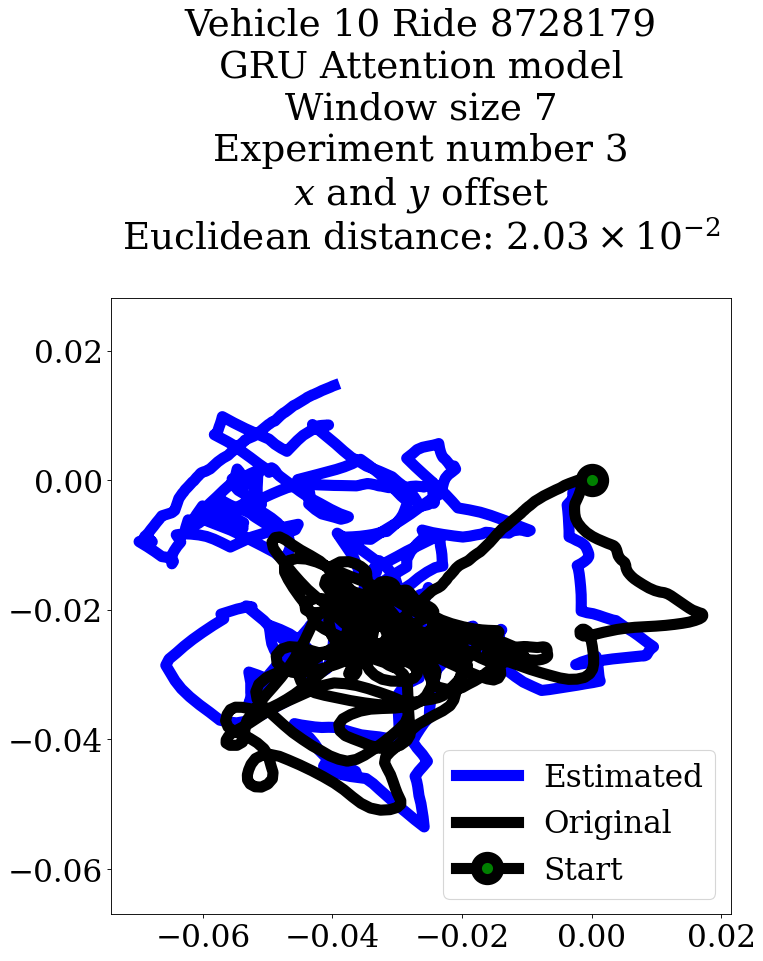 Vehicle 10 Ride 8728179
GRU Attention model
Window size 7
Experiment number 3
x and y offset
Euclidean distance: 2.03 × 10⁻²
0.02
0.00
−0.02
−0.04
−0.06
Estimated
Original
Start
−0.06 −0.04 −0.02 0.00 0.02